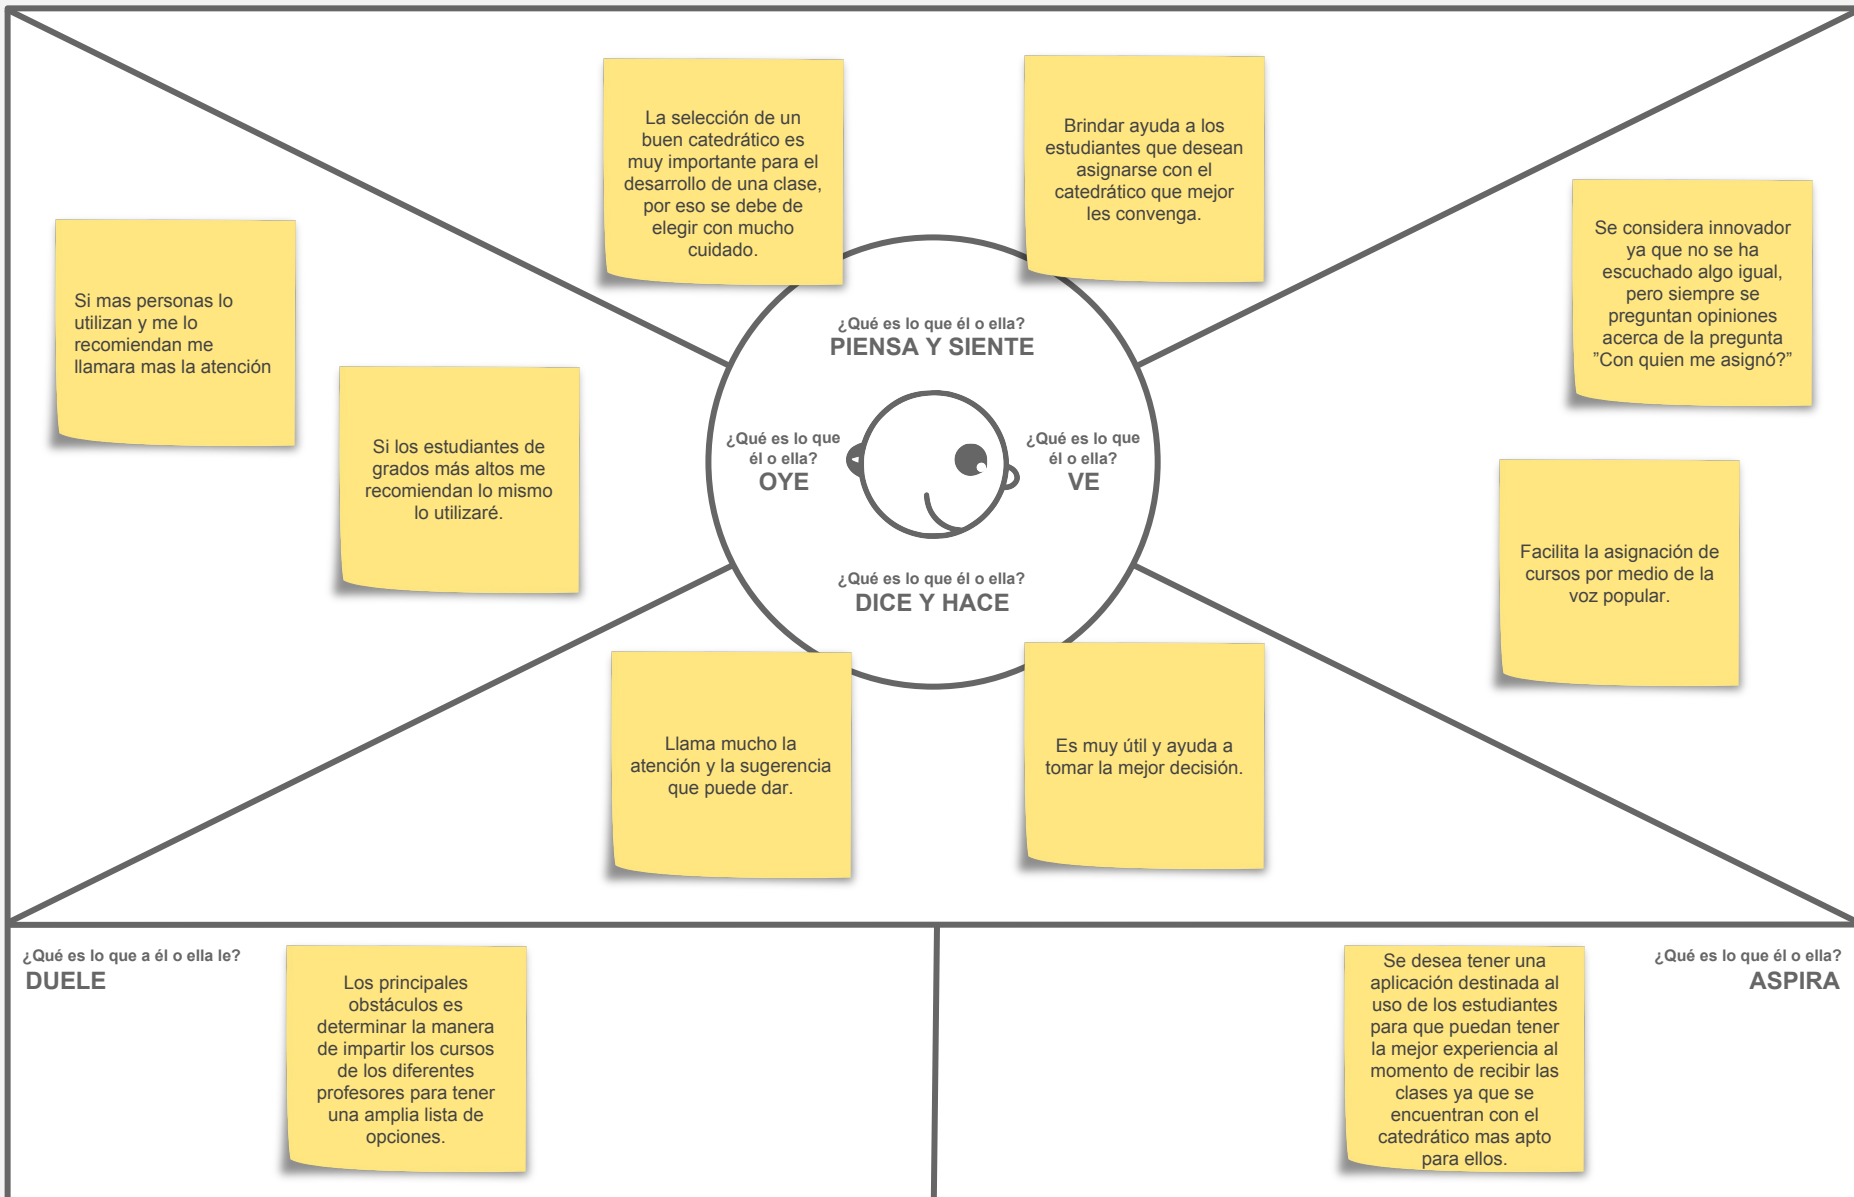 La selección de un
buen catedrático es
muy importante para el
desarrollo de una clase,
por eso se debe de
elegir con mucho
cuidado.
Brindar ayuda a los
estudiantes que desean
asignarse con el
catedrático que mejor
les convenga.
Si mas personas lo
utilizan y me lo
recomiendan me
llamara mas la atención
Si los estudiantes de
grados más altos me
recomiendan lo mismo
lo utilizaré.
Se considera innovador
ya que no se ha
escuchado algo igual,
pero siempre se
preguntan opiniones
acerca de la pregunta
”Con quien me asignó?”
Facilita la asignación de
cursos por medio de la
voz popular.
¿Qué es lo que él o ella?
PIENSA Y SIENTE
¿Qué es lo que
él o ella?
OYE
¿Qué es lo que
él o ella?
VE
¿Qué es lo que él o ella?
DICE Y HACE
Llama mucho la
atención y la sugerencia
que puede dar.
Es muy útil y ayuda a
tomar la mejor decisión.
¿Qué es lo que a él o ella le?
DUELE
Los principales
obstáculos es
determinar la manera
de impartir los cursos
de los diferentes
profesores para tener
una amplia lista de
opciones.
Se desea tener una
aplicación destinada al
uso de los estudiantes
para que puedan tener
la mejor experiencia al
momento de recibir las
clases ya que se
encuentran con el
catedrático mas apto
para ellos.
¿Qué es lo que él o ella?
ASPIRA